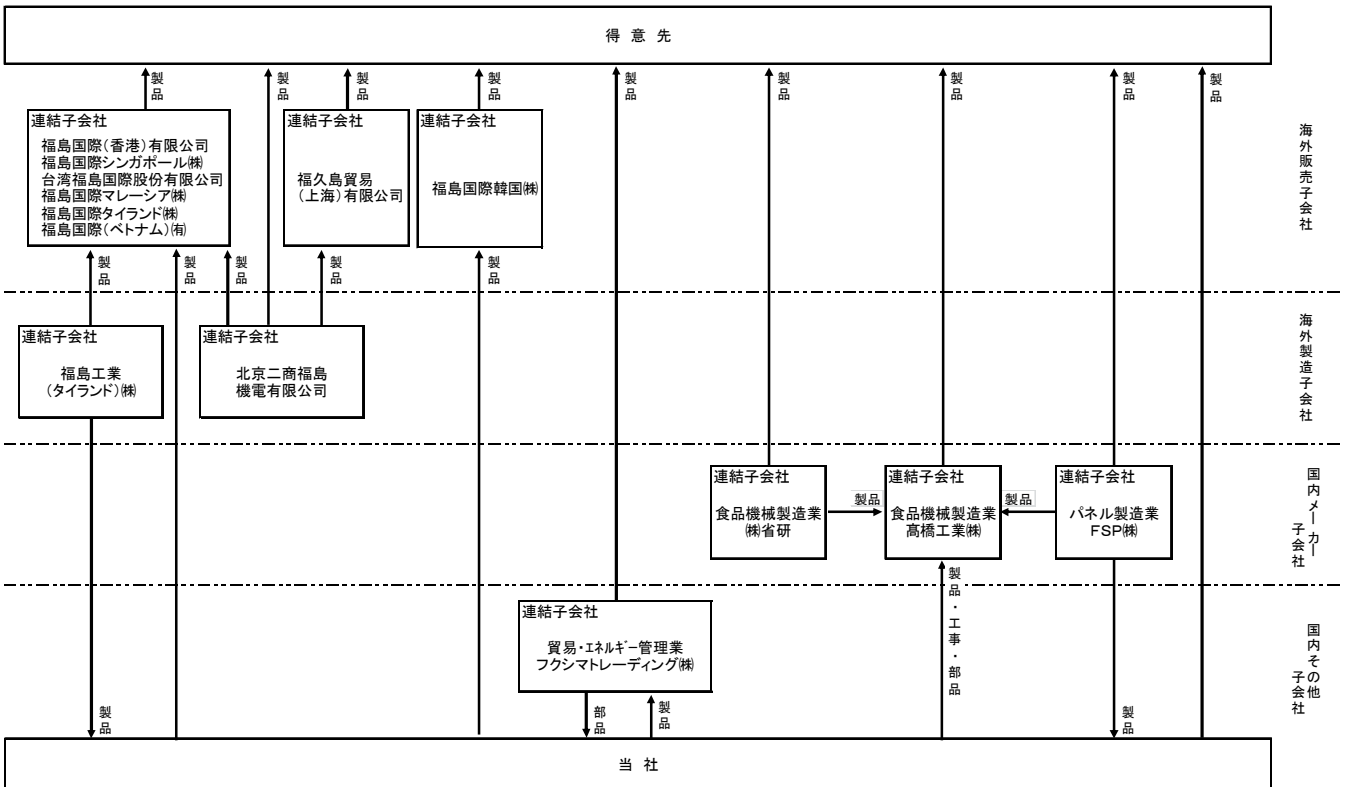 得意先
製品
製品
製品
製品
製品
製品
製品
製品
製品
連結子会社
福島国際(香港)有限公司
福島国際シンガポール㈱
台湾福島国際股份有限公司
福島国際マレーシア㈱
福島国際タイランド㈱
福島国際(ベトナム)㈲
連結子会社
福久島貿易
(上海)有限公司
連結子会社
福島国際韓国㈱
海外販売子会社
製品
製品
製品
製品
製品
連結子会社
福島工業
(タイランド)㈱
連結子会社
北京二商福島
機電有限公司
海外製造子会社
連結子会社
食品機械製造業
㈱省研
製品
連結子会社
食品機械製造業
髙橋工業㈱
製品
連結子会社
パネル製造業
FSP㈱
国内メーカー
子会社
連結子会社
貿易・エネルギー管理業
フクシマトレーディング㈱
製品・工事・部品
国内その他
子会社
製品
部品
製品
製品
当社